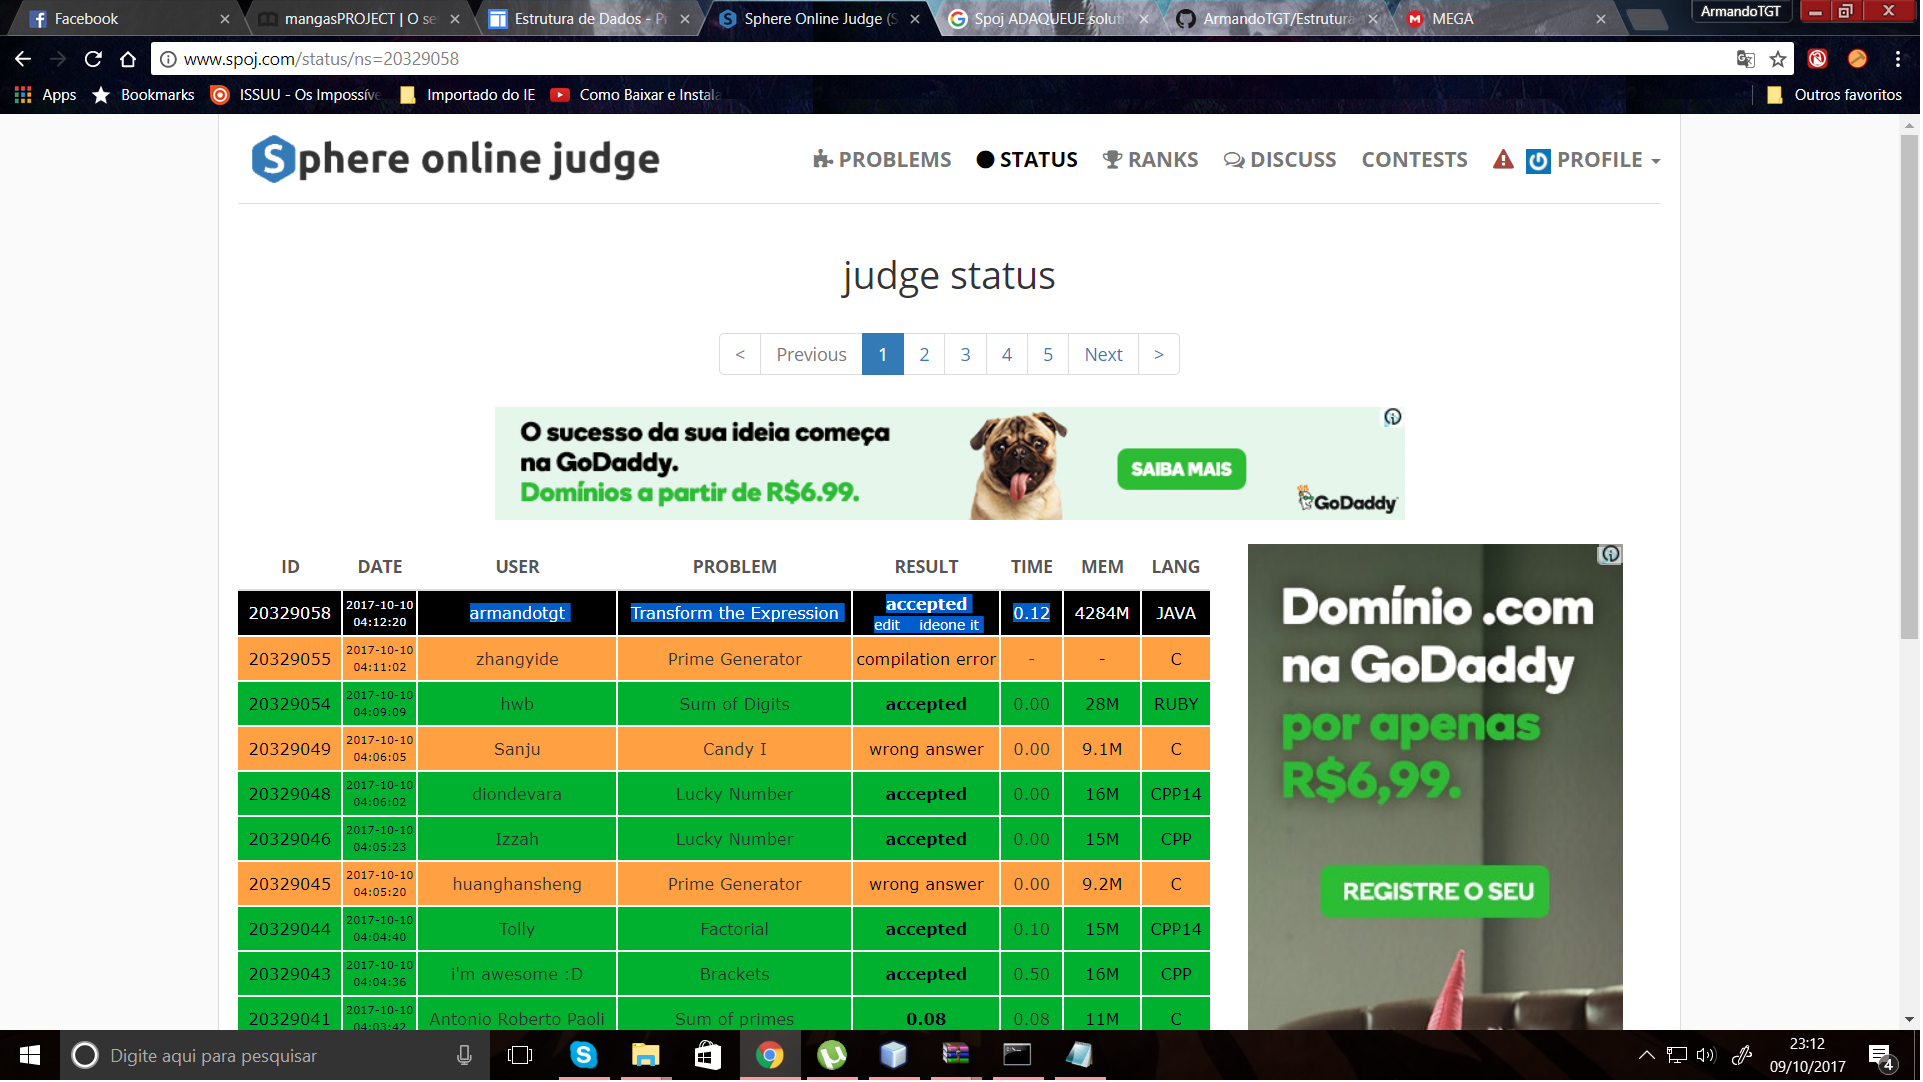 Facebook
mangasPROJECT | O se
Estrutura de Dados - Pr
Sphere Online Judge (S
Spoj ADAQUEUE soluti
ArmandoTGT/Estrutura
MEGA
ArmandoTGT
www.spoj.com/status/ns=20329058
Apps
Bookmarks
ISSUU - Os Impossíve
Importado do IE
Como Baixar e Instala
Outros favoritos
Sphere online judge
PROBLEMS
STATUS
RANKS
DISCUSS
CONTESTS
PROFILE
judge status
< Previous 1 2 3 4 5 Next >
O sucesso da sua ideia começa
na GoDaddy.
Domínios a partir de R$6.99.
SAIBA MAIS
GoDaddy
ID DATE USER PROBLEM RESULT TIME MEM LANG
20329058 2017-10-10 04:12:20 armandotgt Transform the Expression accepted edit ideone it 0.12 4284M JAVA
20329055 2017-10-10 04:11:02 zhangyide Prime Generator compilation error - - C
20329054 2017-10-10 04:09:09 hwb Sum of Digits accepted 0.00 28M RUBY
20329049 2017-10-10 04:06:05 Sanju Candy I wrong answer 0.00 9.1M C
20329048 2017-10-10 04:06:02 diondevara Lucky Number accepted 0.00 16M CPP14
20329046 2017-10-10 04:05:23 Izzah Lucky Number accepted 0.00 15M CPP
20329045 2017-10-10 04:05:20 huanghansheng Prime Generator wrong answer 0.00 9.2M C
20329044 2017-10-10 04:04:40 Tolly Factorial accepted 0.10 15M CPP14
20329043 2017-10-10 04:04:36 i'm awesome :D Brackets accepted 0.50 16M CPP
20329041 2017-10-10 04:03:42 Antonio Roberto Paoli Sum of primes 0.08 0.08 11M C
Domínio .com
na GoDaddy
por apenas
R$6,99.
REGISTRE O SEU
Digite aqui para pesquisar
23:12
09/10/2017
4